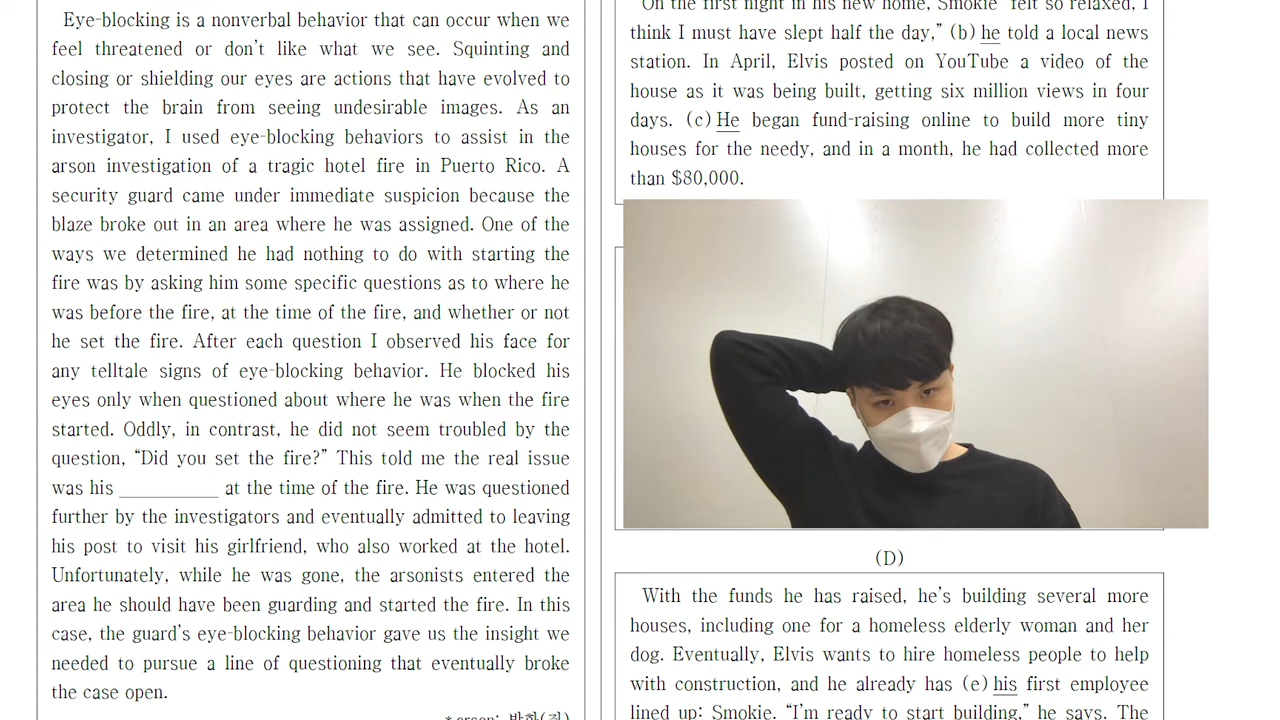 Eye-blocking is a nonverbal behavior that can occur when we
feel threatened or don't like what we see. Squinting and
closing or shielding our eyes are actions that have evolved to
protect the brain from seeing undesirable images. As an
investigator, I used eye-blocking behaviors to assist in the
arson investigation of a tragic hotel fire in Puerto Rico. A
security guard came under immediate suspicion because the
blaze broke out in an area where he was assigned. One of the
ways we determined he had nothing to do with starting the
fire was by asking him some specific questions as to where he
was before the fire, at the time of the fire, and whether or not
he set the fire. After each question I observed his face for
any telltale signs of eye-blocking behavior. He blocked his
eyes only when questioned about where he was when the fire
started. Oddly, in contrast, he did not seem troubled by the
question, “Did you set the fire?” This told me the real issue
was his __________ at the time of the fire. He was questioned
further by the investigators and eventually admitted to leaving
his post to visit his girlfriend, who also worked at the hotel.
Unfortunately, while he was gone, the arsonists entered the
area he should have been guarding and started the fire. In this
case, the guard's eye-blocking behavior gave us the insight we
needed to pursue a line of questioning that eventually broke
the case open.
* arson: 방화(죄)
On the first night in his new home, Smokie “felt so relaxed, I
think I must have slept half the day,” (b) he told a local news
station. In April, Elvis posted on YouTube a video of the
house as it was being built, getting six million views in four
days. (c) He began fund-raising online to build more tiny
houses for the needy, and in a month, he had collected more
than $80,000.
(D)
With the funds he has raised, he's building several more
houses, including one for a homeless elderly woman and her
dog. Eventually, Elvis wants to hire homeless people to help
with construction, and he already has (e) his first employee
lined up: Smokie. “I'm ready to start building,” he says. The